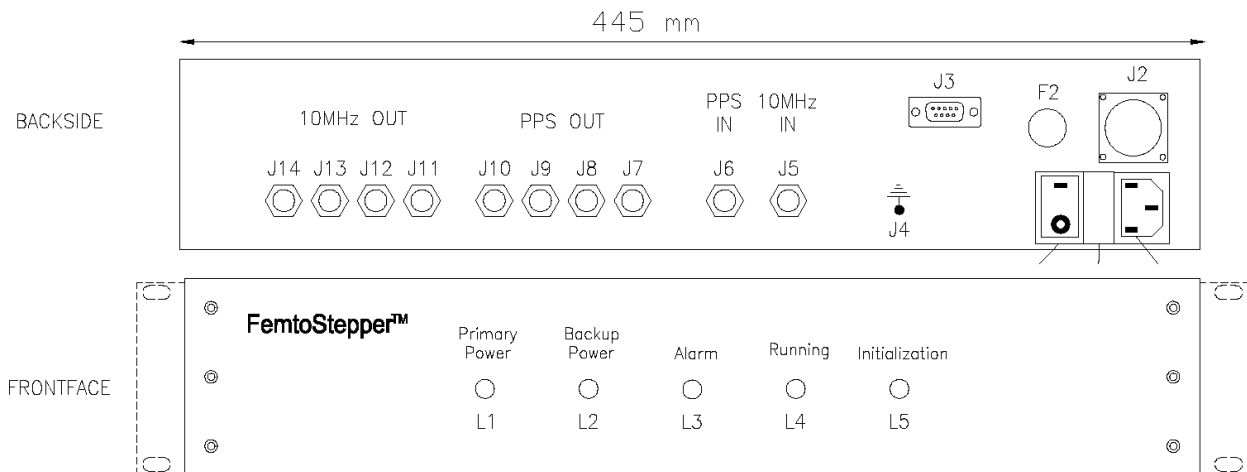 445 mm
BACKSIDE
10MHz OUT
PPS OUT
PPS IN
10MHz IN
J3
F2
J2
J14 J13 J12 J11
J10 J9 J8 J7
J6
J5
J4
FRONTFACE
FemtoStepper™
Primary Power
Backup Power
Alarm
Running
Initialization
L1
L2
L3
L4
L5